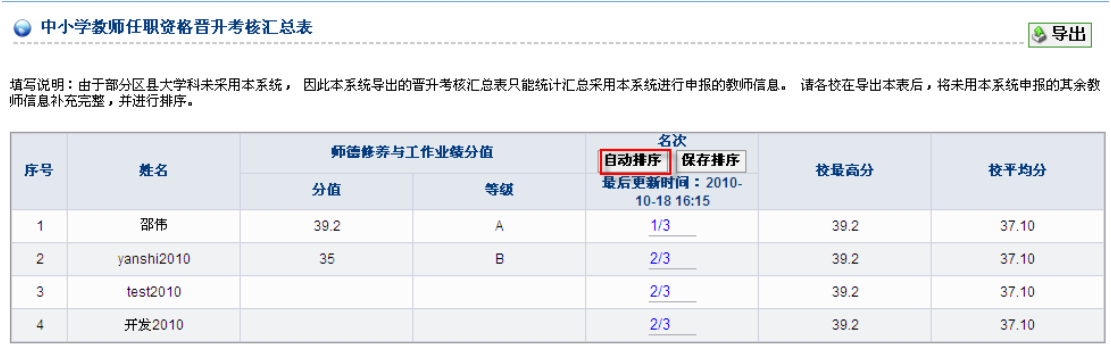 中小学教师任职资格晋升考核汇总表
导出
填写说明：由于部分区县大学科未采用本系统， 因此本系统导出的晋升考核汇总表只能统计汇总采用本系统进行申报的教师信息。 请各校在导出本表后，将未用本系统申报的其余教
师信息补充完整，并进行排序。
序号 姓名 师德修养与工作业绩分值 名次 校最高分 校平均分
自动排序 保存排序
分值 等级 最后更新时间：2010-
10-18 16:15
1 邵伟 39.2 A 1/3 39.2 37.10
2 yanshi2010 35 B 2/3 39.2 37.10
3 test2010 2/3 39.2 37.10
4 开发2010 2/3 39.2 37.10